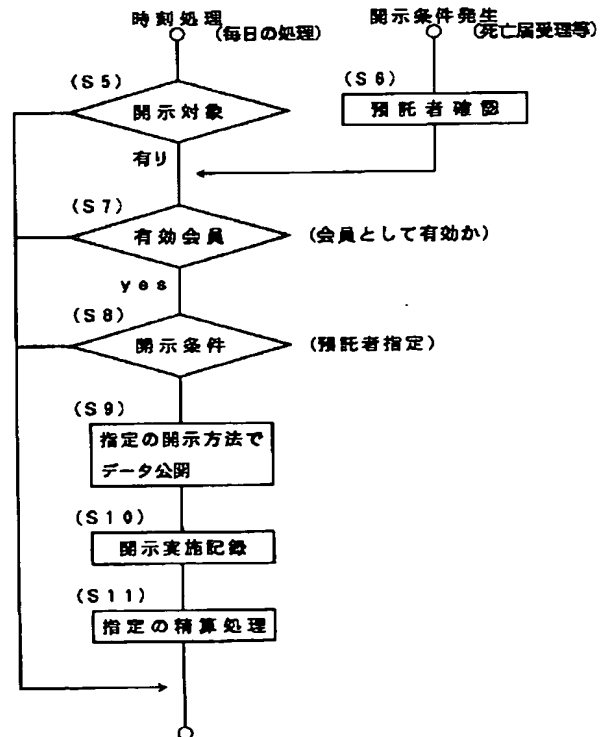 時刻処理
(毎日の処理)
開示条件発生
(死亡届受理等)
(S5)
開示対象
(S6)
預託者確認
有り
(S7)
有効会員
(会員として有効か)
yes
(S8)
開示条件
(預託者指定)
(S9)
指定の開示方法で
データ公開
(S10)
開示実施記録
(S11)
指定の精算処理